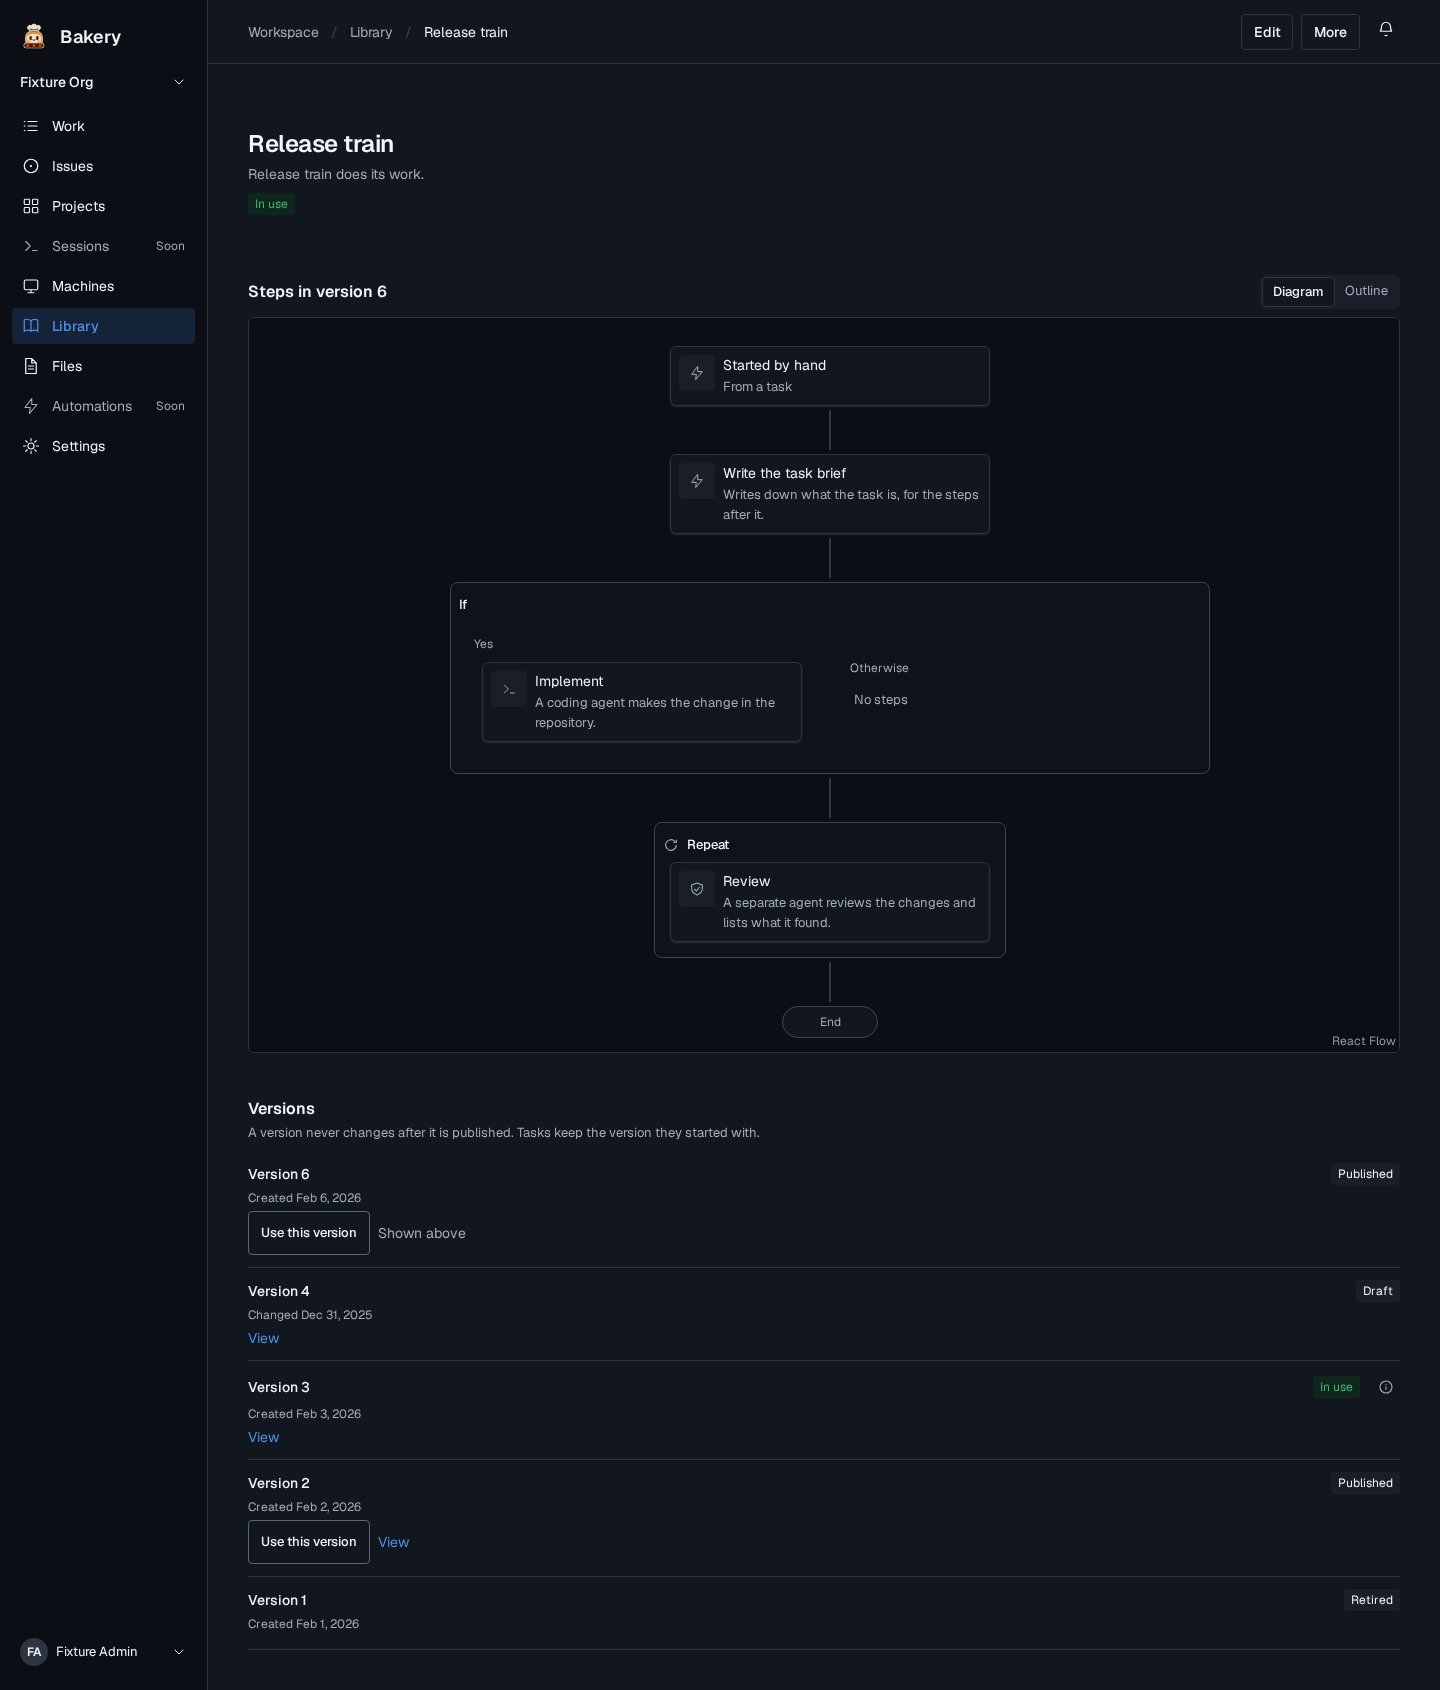 Bakery
Fixture Org
Work
Issues
Projects
Sessions Soon
Machines
Library
Files
Automations Soon
Settings
FA Fixture Admin
Workspace / Library / Release train
Edit More
Release train
Release train does its work.
In use
Steps in version 6
Diagram Outline
Started by hand
From a task
Write the task brief
Writes down what the task is, for the steps
after it.
If
Yes
Implement
A coding agent makes the change in the
repository.
Otherwise
No steps
Repeat
Review
A separate agent reviews the changes and
lists what it found.
End
React Flow
Versions
A version never changes after it is published. Tasks keep the version they started with.
Version 6 Published
Created Feb 6, 2026
Use this version Shown above
Version 4 Draft
Changed Dec 31, 2025
View
Version 3 In use
Created Feb 3, 2026
View
Version 2 Published
Created Feb 2, 2026
Use this version View
Version 1 Retired
Created Feb 1, 2026